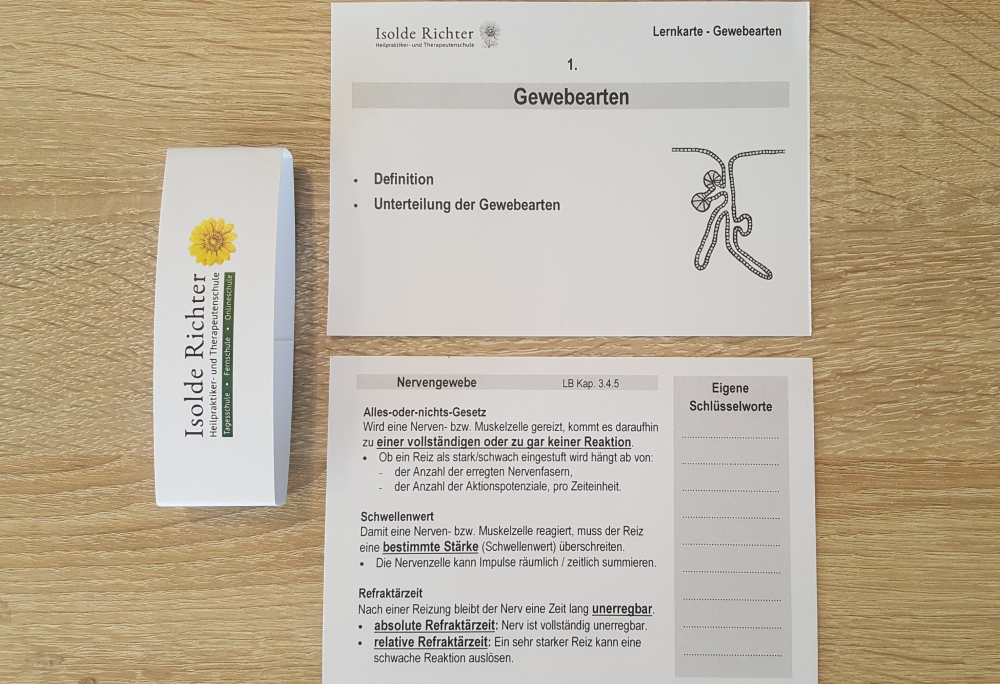 Isolde Richter
Heilpraktiker- und Therapeutenschule
Tagesschule • Fernschule • Onlineschule
Isolde Richter
Heilpraktiker- und Therapeutenschule
Lernkarte - Gewebearten
1.
Gewebearten
• Definition
• Unterteilung der Gewebearten
Nervengewebe LB Kap. 3.4.5
Alles-oder-nichts-Gesetz
Wird eine Nerven- bzw. Muskelzelle gereizt, kommt es daraufhin
zu einer vollständigen oder zu gar keiner Reaktion.
• Ob ein Reiz als stark/schwach eingestuft wird hängt ab von:
- der Anzahl der erregten Nervenfasern,
- der Anzahl der Aktionspotenziale, pro Zeiteinheit.
Schwellenwert
Damit eine Nerven- bzw. Muskelzelle reagiert, muss der Reiz
eine bestimmte Stärke (Schwellenwert) überschreiten.
• Die Nervenzelle kann Impulse räumlich / zeitlich summieren.
Refraktärzeit
Nach einer Reizung bleibt der Nerv eine Zeit lang unerregbar.
• absolute Refraktärzeit: Nerv ist vollständig unerregbar.
• relative Refraktärzeit: Ein sehr starker Reiz kann eine
schwache Reaktion auslösen.
Eigene
Schlüsselworte